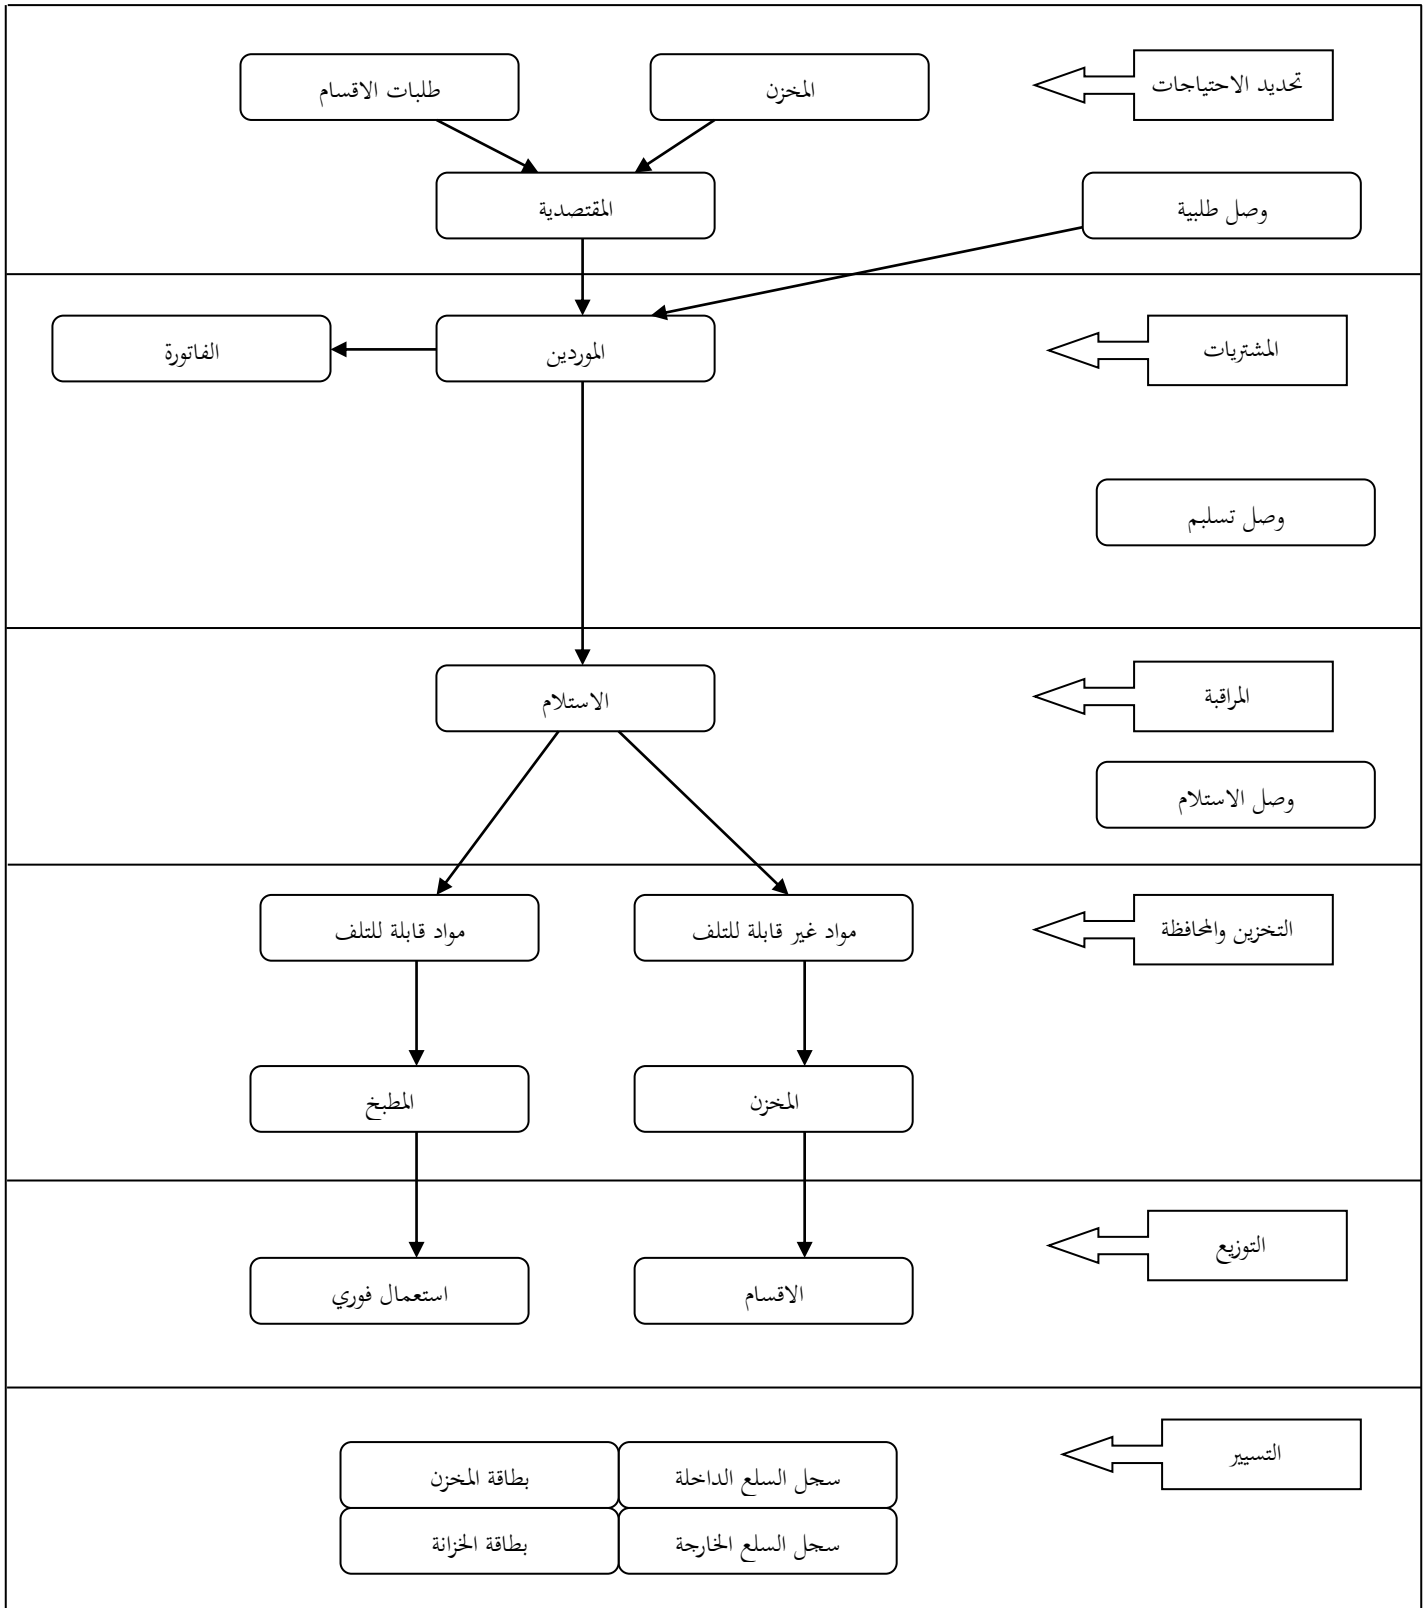 تحديد الاحتياجات
المخزن
طلبات الاقسام
وصل طلبية
المقتصدية
المشتريات
الموردين
الفاتورة
وصل تسليم
المراقبة
الاستلام
وصل الاستلام
التخزين والمحافظة
مواد غير قابلة للتلف
مواد قابلة للتلف
المخزن
المطبخ
التوزيع
الاقسام
استعمال فوري
التسيير
سجل السلع الداخلة
بطاقة المخزن
سجل السلع الخارجة
بطاقة الخزانة